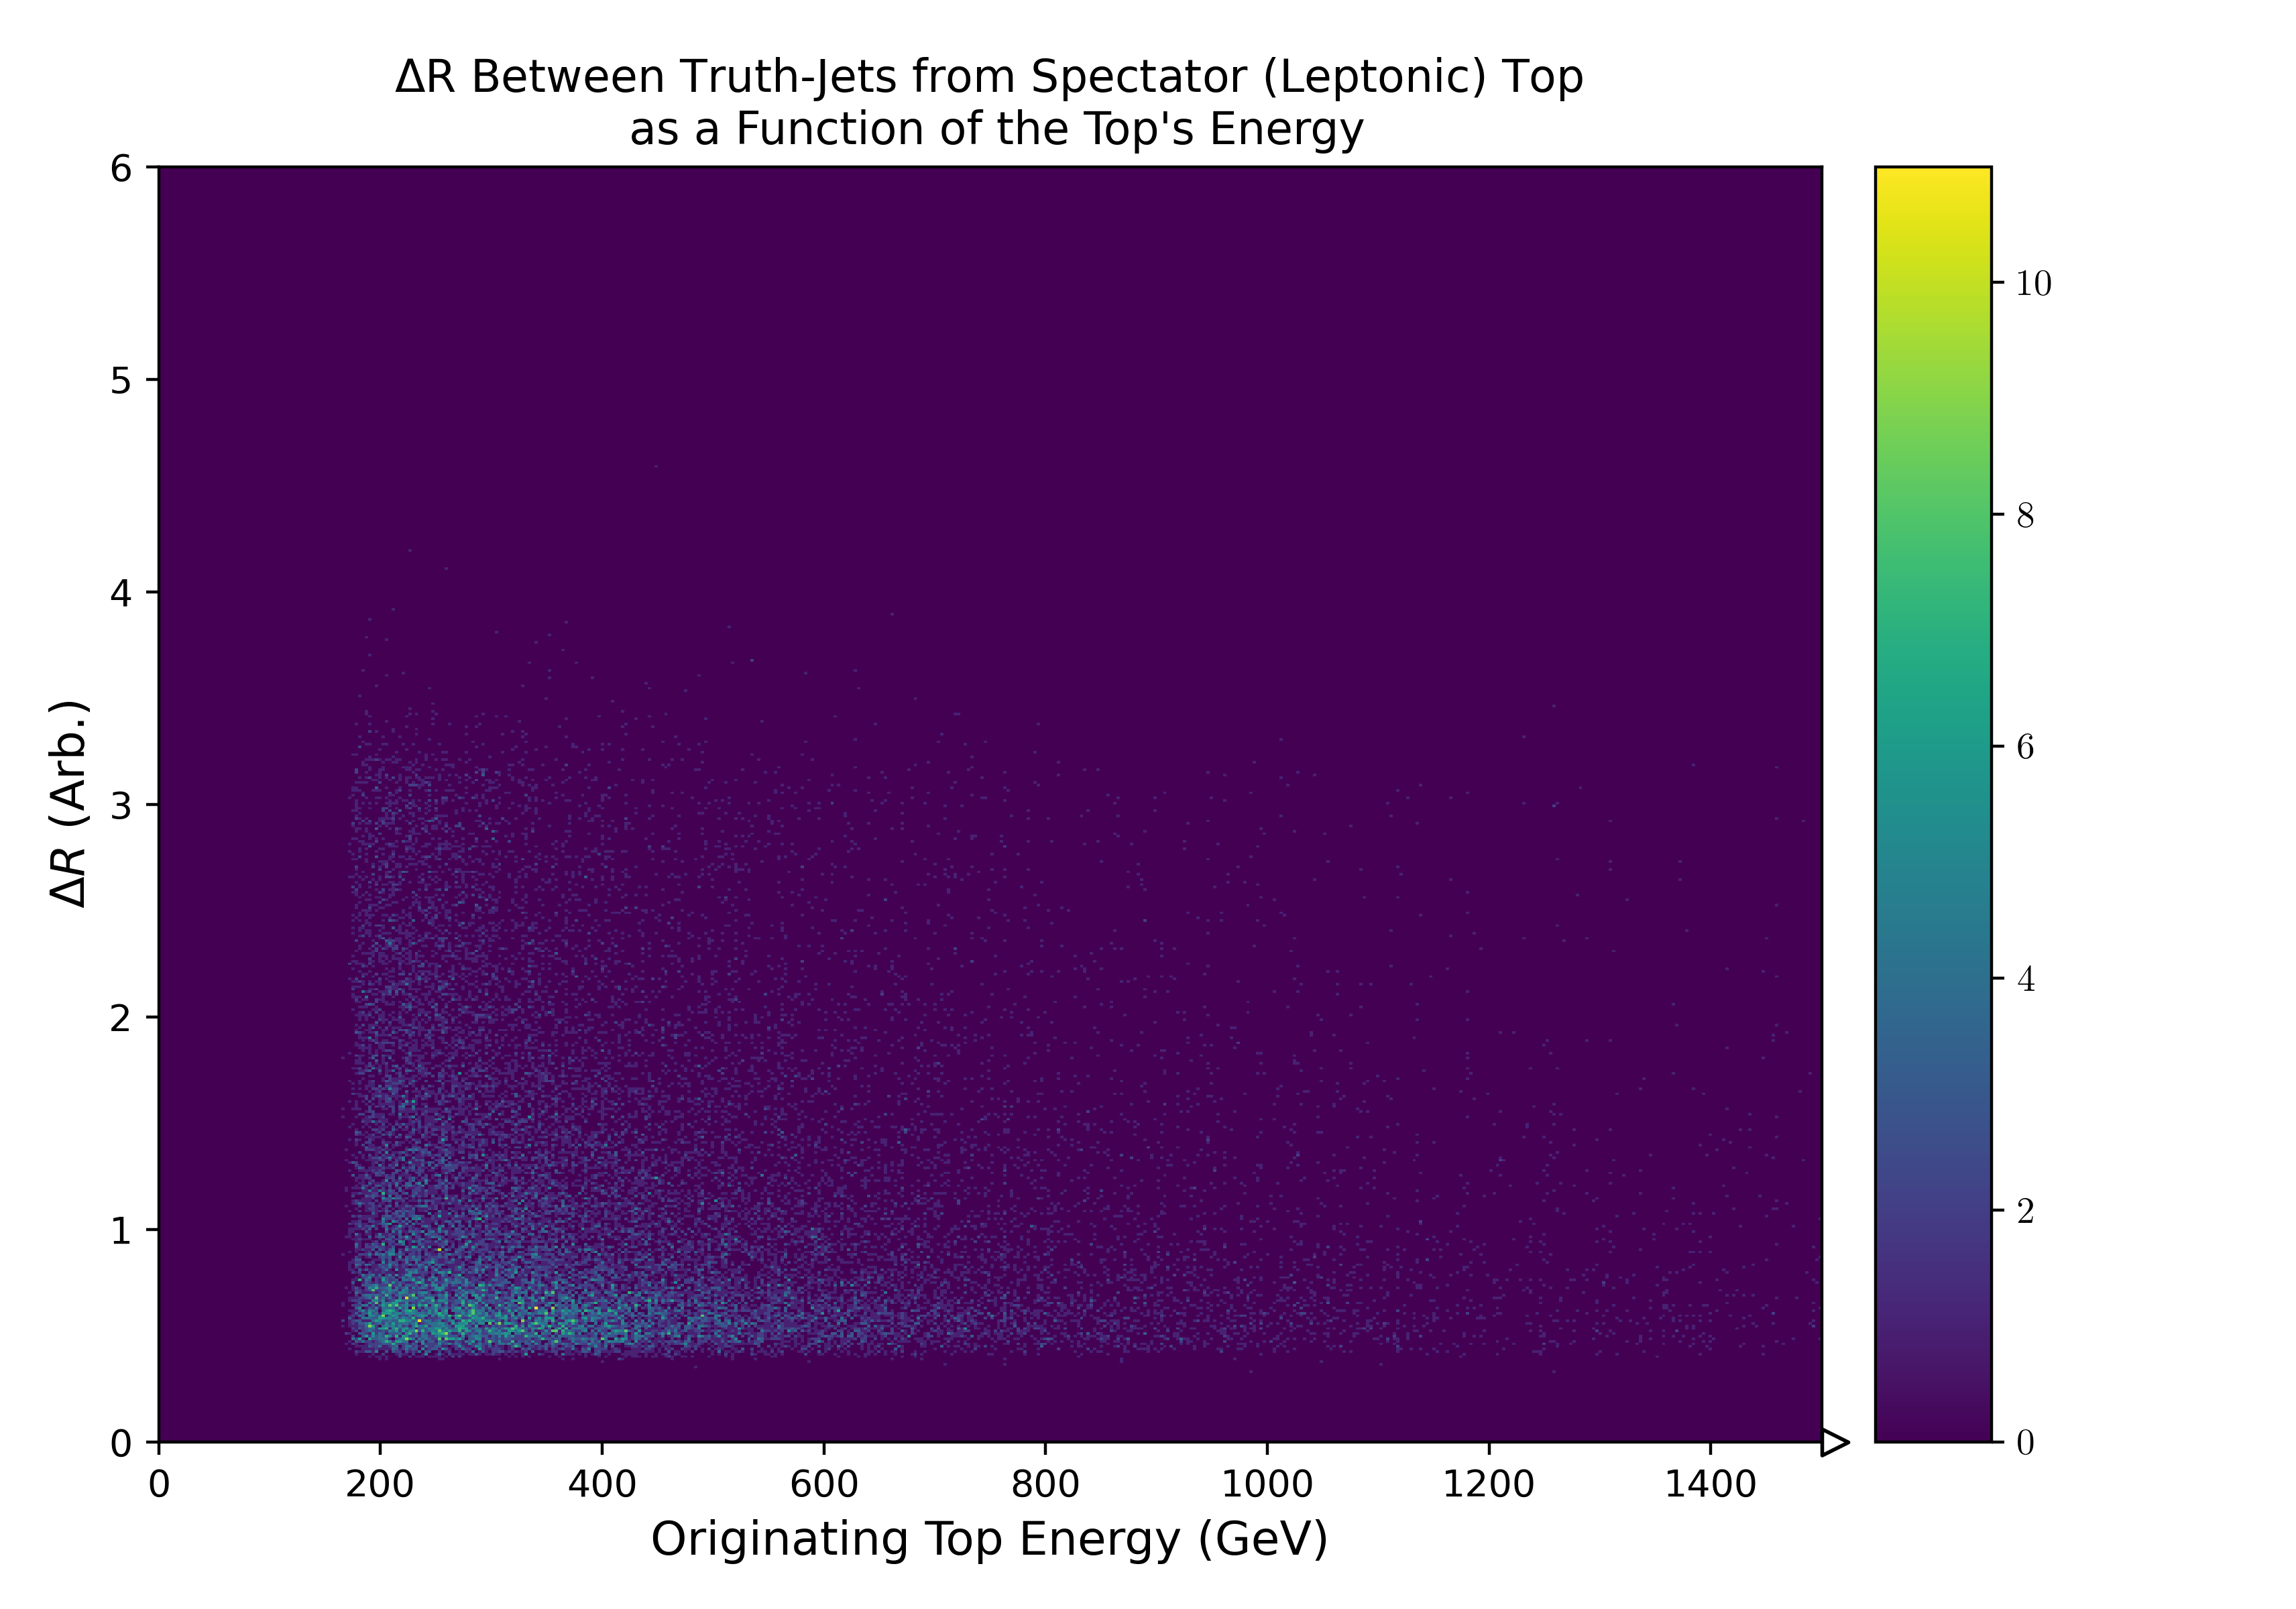 ΔR Between Truth-Jets from Spectator (Leptonic) Top
as a Function of the Top's Energy
6
5
4
3
2
1
0
ΔR (Arb.)
0 200 400 600 800 1000 1200 1400
Originating Top Energy (GeV)
10
8
6
4
2
0